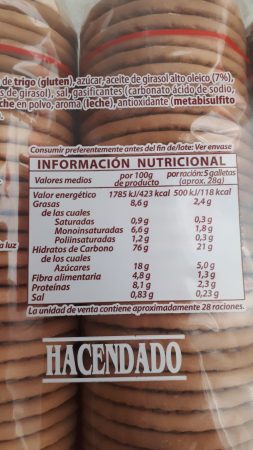 de trigo (gluten), azúcar, aceite de girasol alto oleico (7%),
s de girasol), sal, gasificantes (carbonato ácido de sodio,
che en polvo, aroma (leche), antioxidante (metabisulfito
Consumir preferentemente antes del fin de/lote: Ver envase
INFORMACIÓN NUTRICIONAL
Valores medios por 100g de producto por ración: 5 galletas (aprox. 28g)
Valor energético 1785 kJ/423 kcal 500 kJ/118 kcal
Grasas 8,6 g 2,4 g
de las cuales
Saturadas 0,9 g 0,3 g
Monoinsaturadas 6,6 g 1,8 g
Poliinsaturadas 1,2 g 0,3 g
Hidratos de Carbono 76 g 21 g
de los cuales
Azúcares 18 g 5,0 g
Fibra alimentaria 4,8 g 1,3 g
Proteínas 8,1 g 2,3 g
Sal 0,83 g 0,23 g
La unidad de venta contiene aproximadamente 28 raciones.
a luz
HACENDADO